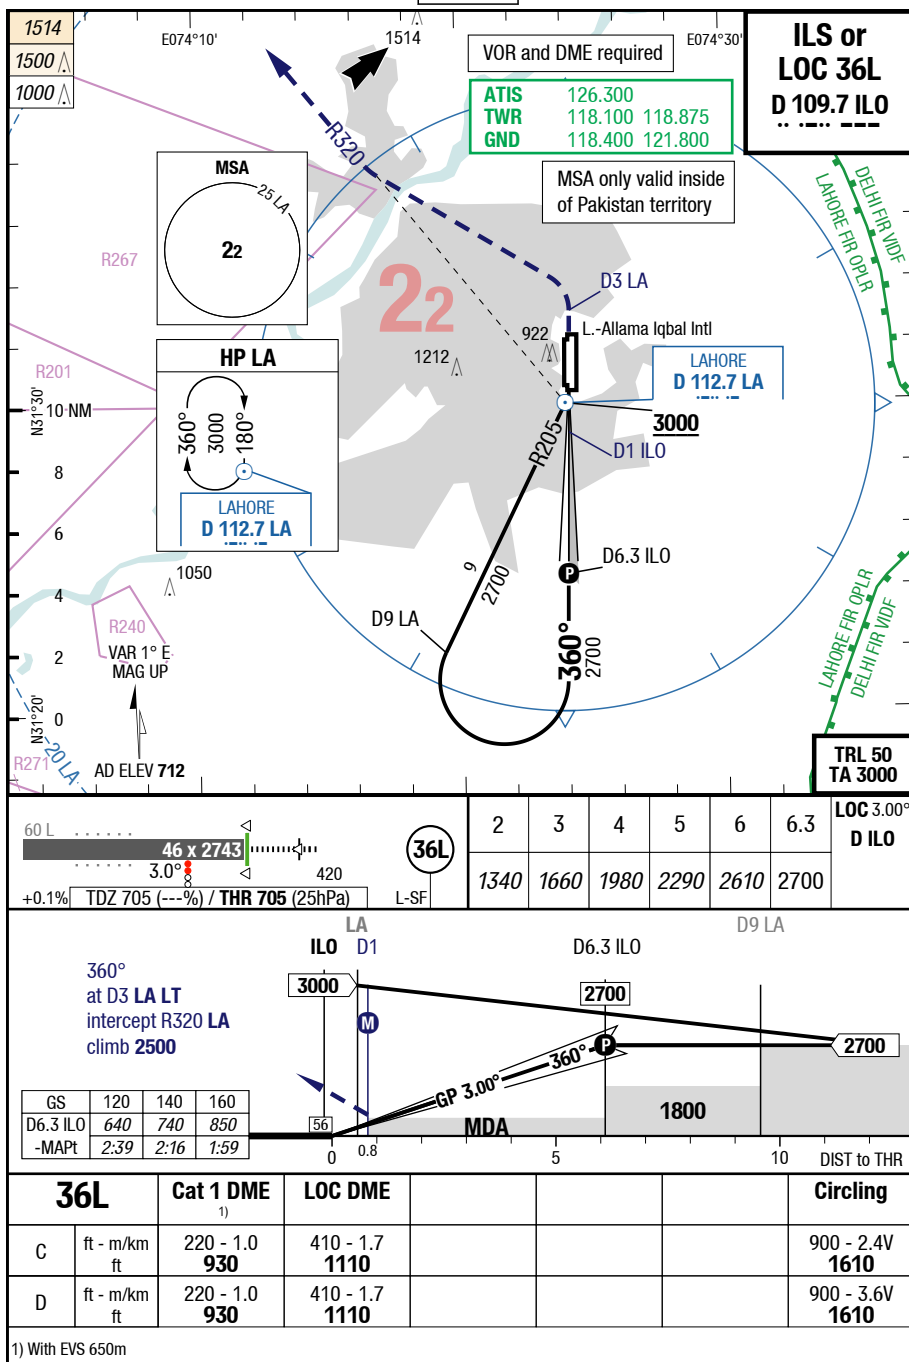 1514
1500
1000
E074°10'
1514
E074°30'
VOR and DME required
ILS or
LOC 36L
D 109.7 ILO
ATIS 126.300
TWR 118.100 118.875
GND 118.400 121.800
MSA only valid inside
of Pakistan territory
DELHI FIR VIDF
LAHORE FIR OPLR
R320
MSA
25 LA
22
R267
22
D3 LA
L.-Allama Iqbal Intl
922
1212
HP LA
360°
3000
180°
LAHORE
D 112.7 LA
R201
N31°30'
10 NM
LAHORE
D 112.7 LA
3000
R205
D1 ILO
8
6
4
2
0
D6.3 ILO
P
9
2700
1050
D9 LA
360°
2700
R240
VAR 1° E
MAG UP
LAHORE FIR OPLR
DELHI FIR VIDF
N31°20'
R271
20 LA
AD ELEV 712
TRL 50
TA 3000
60 L
46 x 2743
3.0°
420
+0.1%
TDZ 705 (---%) / THR 705 (25hPa)
36L
L-SF
2 3 4 5 6 6.3 LOC 3.00°
D ILO
1340 1660 1980 2290 2610 2700
LA
ILO D1
D6.3 ILO
D9 LA
360°
at D3 LA LT
intercept R320 LA
climb 2500
3000
2700
M
P
2700
GP 3.00°
360°
MDA
1800
56
GS 120 140 160
D6.3 ILO 640 740 850
-MAPt 2:39 2:16 1:59
0 0.8 5 10 DIST to THR
36L Cat 1 DME LOC DME Circling
1)
C ft - m/km 220 - 1.0 410 - 1.7 900 - 2.4V
ft 930 1110 1610
D ft - m/km 220 - 1.0 410 - 1.7 900 - 3.6V
ft 930 1110 1610
1) With EVS 650m